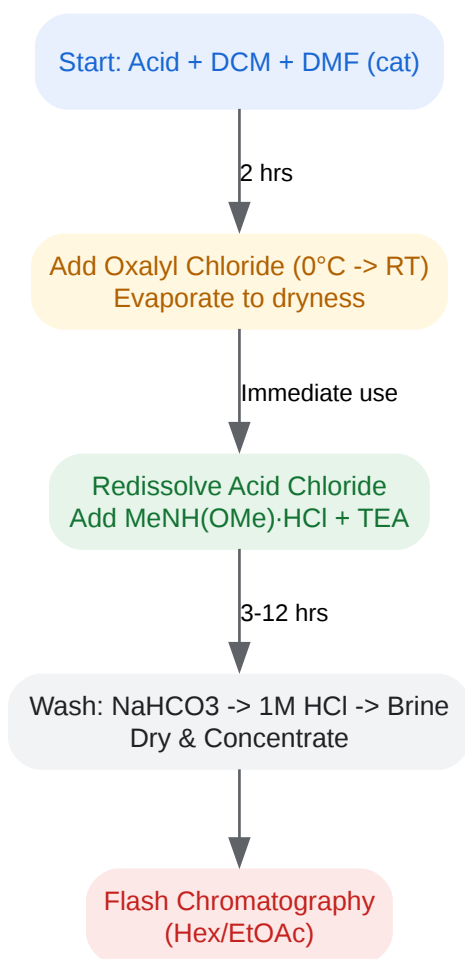 Start: Acid + DCM + DMF (cat)
2 hrs
Add Oxalyl Chloride (0°C -> RT)
Evaporate to dryness
Immediate use
Redissolve Acid Chloride
Add MeNH(OMe)·HCl + TEA
3-12 hrs
Wash: NaHCO3 -> 1M HCl -> Brine
Dry & Concentrate
Flash Chromatography
(Hex/EtOAc)